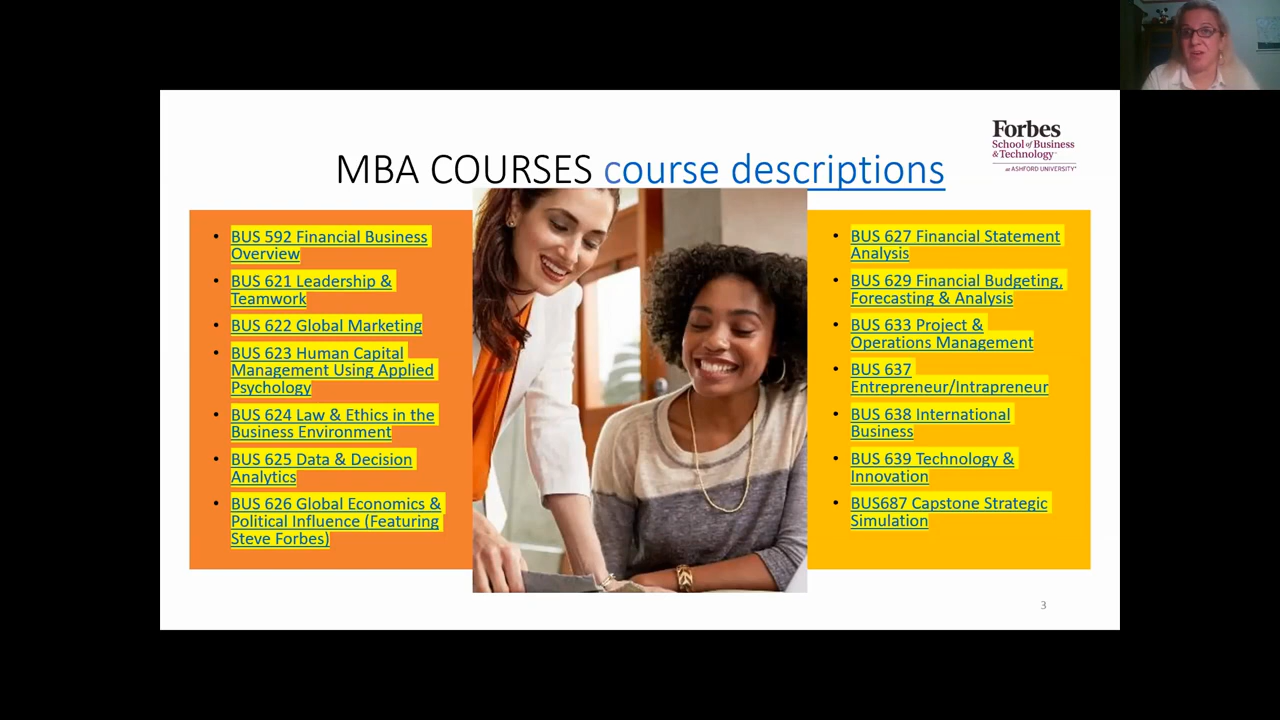 Forbes
School of Business
& Technology™
at ASHFORD UNIVERSITY®
MBA COURSES course descriptions
• BUS 592 Financial Business
Overview
• BUS 621 Leadership &
Teamwork
• BUS 622 Global Marketing
• BUS 623 Human Capital
Management Using Applied
Psychology
• BUS 624 Law & Ethics in the
Business Environment
• BUS 625 Data & Decision
Analytics
• BUS 626 Global Economics &
Political Influence (Featuring
Steve Forbes)
• BUS 627 Financial Statement
Analysis
• BUS 629 Financial Budgeting,
Forecasting & Analysis
• BUS 633 Project &
Operations Management
• BUS 637
Entrepreneur/Intrapreneur
• BUS 638 International
Business
• BUS 639 Technology &
Innovation
• BUS687 Capstone Strategic
Simulation
3